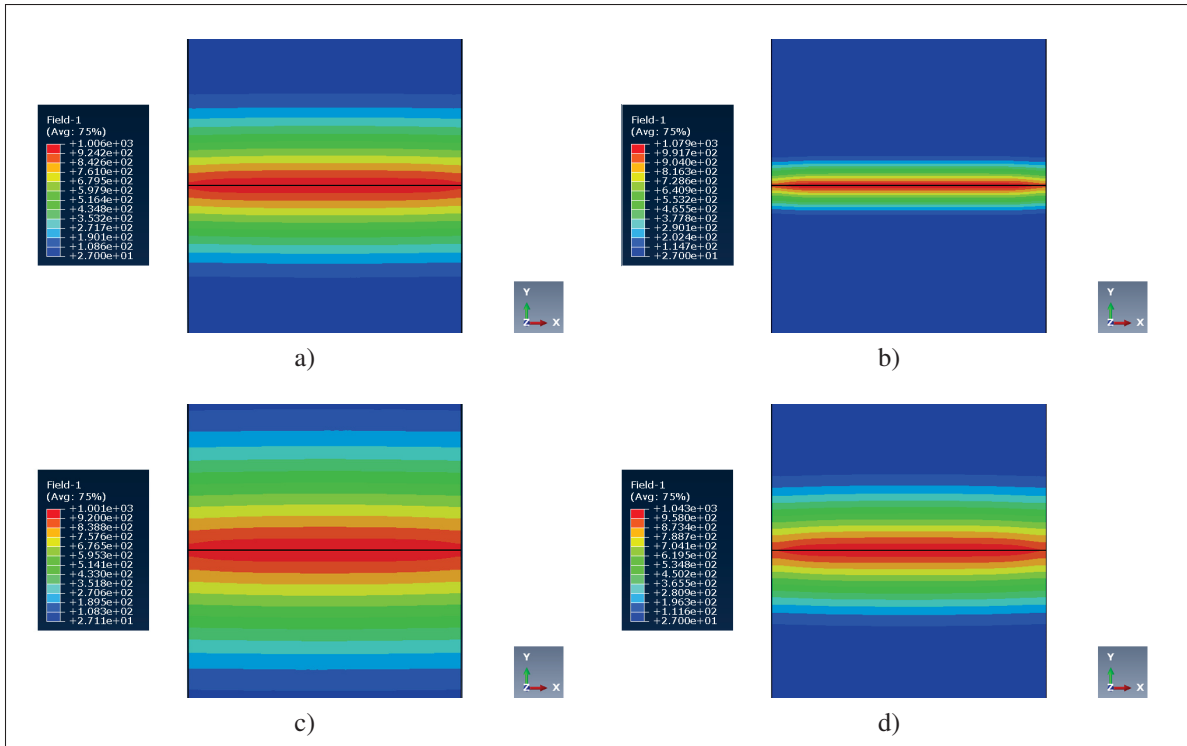 Field-1
(Avg: 75%)
+1.006e+03
+9.242e+02
+8.426e+02
+7.610e+02
+6.795e+02
+5.979e+02
+5.164e+02
+4.348e+02
+3.532e+02
+2.717e+02
+1.901e+02
+1.086e+02
+2.700e+01
Y
Z X
a)
Field-1
(Avg: 75%)
+1.079e+03
+9.917e+02
+9.040e+02
+8.163e+02
+7.286e+02
+6.409e+02
+5.532e+02
+4.655e+02
+3.778e+02
+2.901e+02
+2.024e+02
+1.147e+02
+2.700e+01
Y
Z X
b)
Field-1
(Avg: 75%)
+1.001e+03
+9.200e+02
+8.388e+02
+7.576e+02
+6.765e+02
+5.953e+02
+5.141e+02
+4.330e+02
+3.518e+02
+2.706e+02
+1.895e+02
+1.083e+02
+2.711e+01
Y
Z X
c)
Field-1
(Avg: 75%)
+1.043e+03
+9.580e+02
+8.734e+02
+7.887e+02
+7.041e+02
+6.195e+02
+5.348e+02
+4.502e+02
+3.655e+02
+2.809e+02
+1.963e+02
+1.116e+02
+2.700e+01
Y
Z X
d)